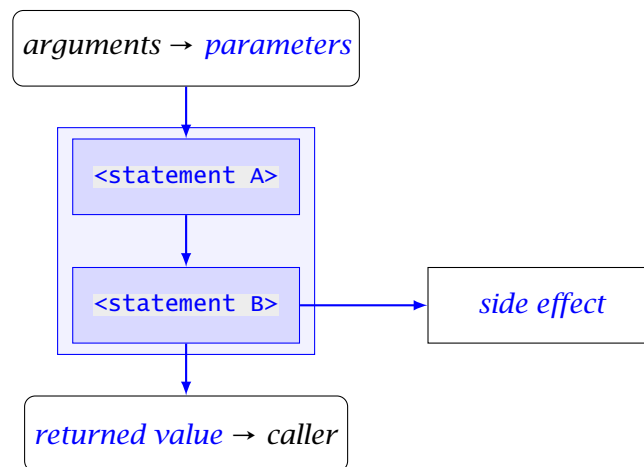 arguments → parameters
<statement A>
<statement B>
side effect
returned value → caller